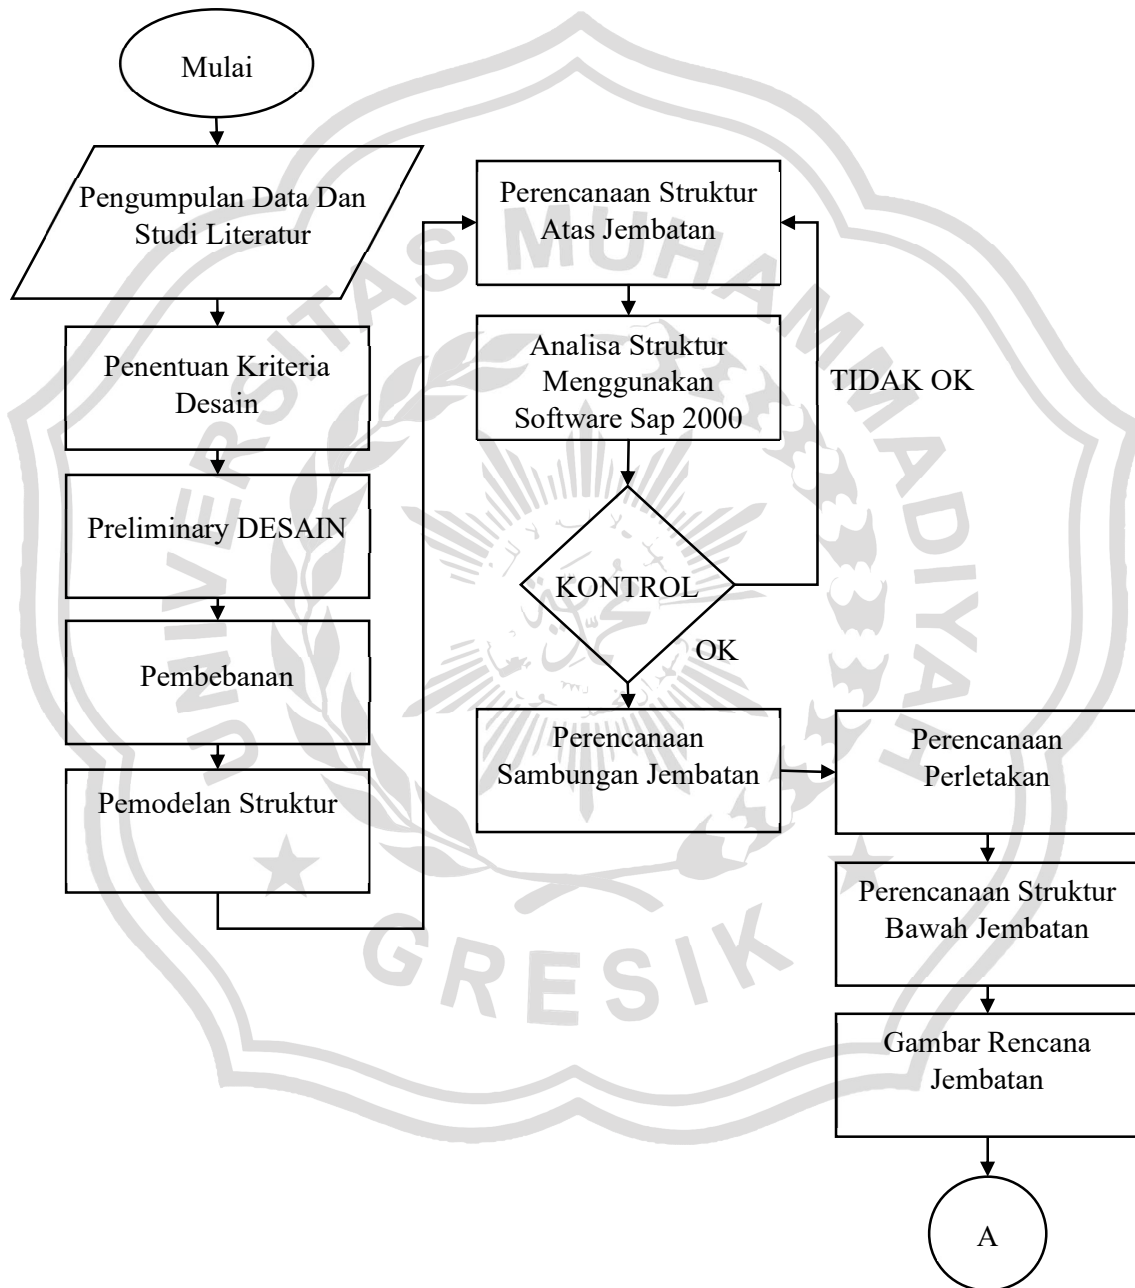 Mulai
Pengumpulan Data Dan
Studi Literatur
Penentuan Kriteria
Desain
Preliminary DESAIN
Pembebanan
Pemodelan Struktur
Perencanaan Struktur
Atas Jembatan
Analisa Struktur
Menggunakan
Software Sap 2000
TIDAK OK
KONTROL
OK
Perencanaan
Sambungan Jembatan
Perencanaan
Perletakan
Perencanaan Struktur
Bawah Jembatan
Gambar Rencana
Jembatan
A
UNIVERSITAS MUHAMMADIYAH
GRESIK